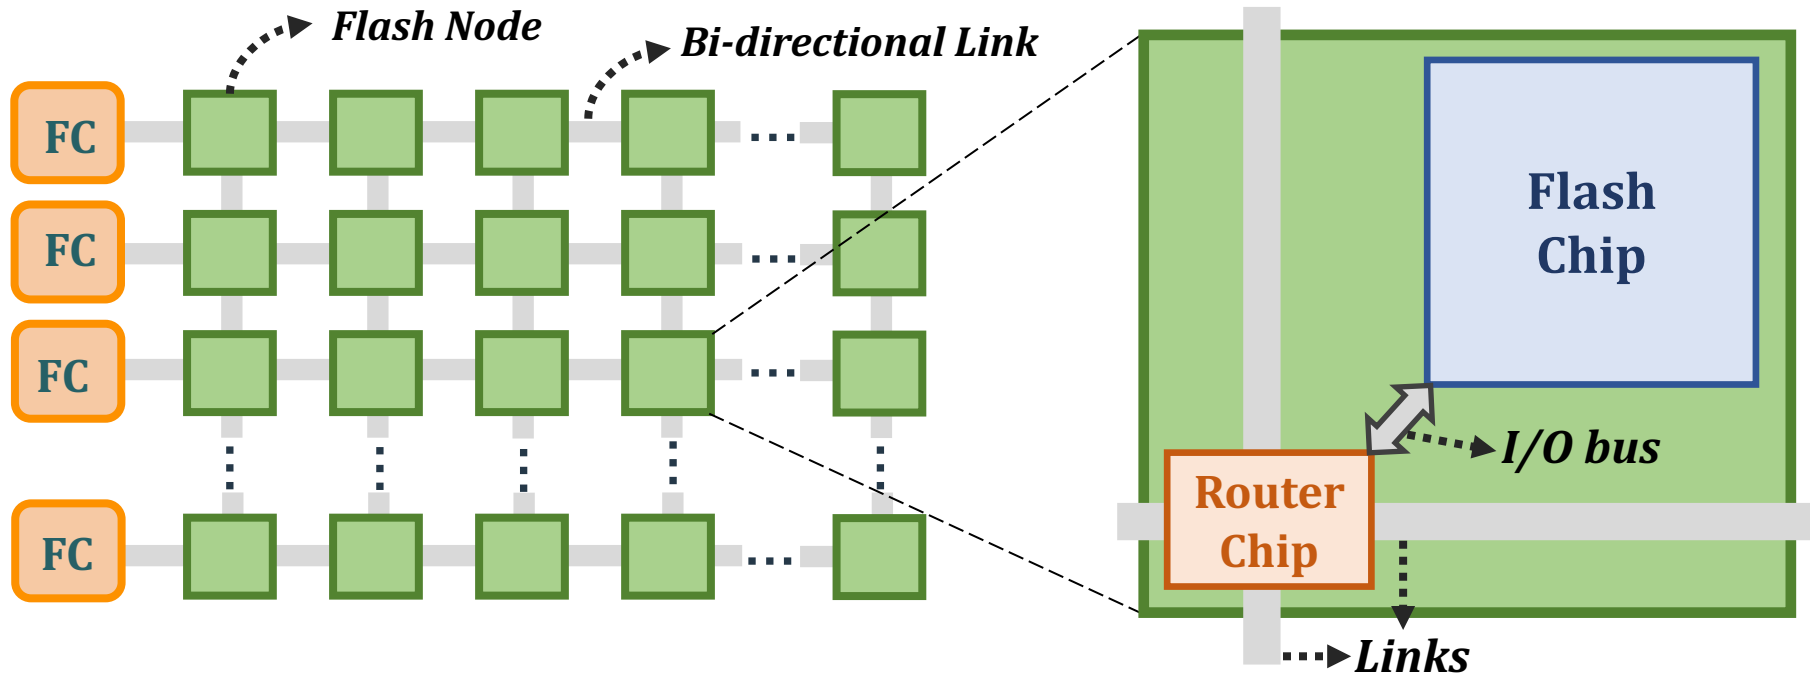 Flash Node
Bi-directional Link
FC
FC
FC
FC
Flash
Chip
I/O bus
Router
Chip
Links